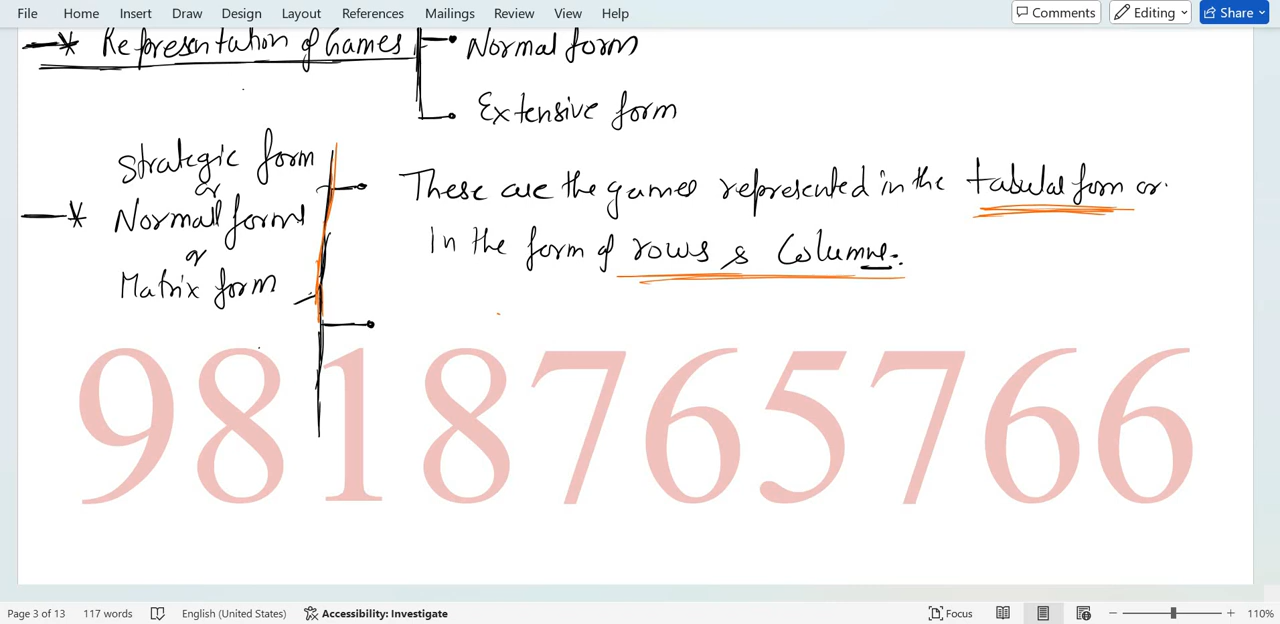 File Home Insert Draw Design Layout References Mailings Review View Help Comments Editing Share
* Representation of Games Normal form
Extensive form
Strategic form
or
* Normal forms
or
Matrix form
These are the games represented in the tabular form or
in the form of rows & Columns.
9818765766
Page 3 of 13 117 words English (United States) Accessibility: Investigate Focus 110%